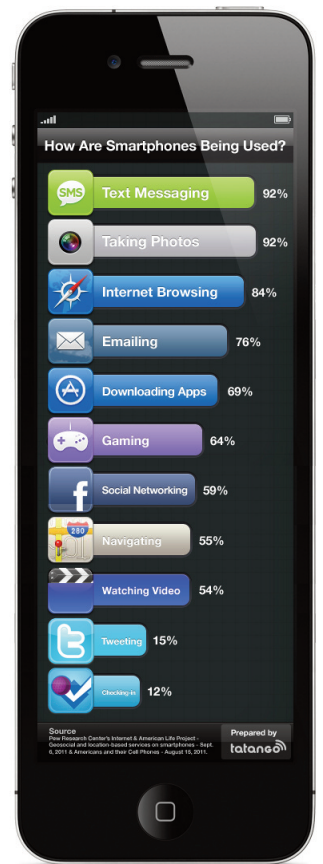 How Are Smartphones Being Used?
SMS Text Messaging 92%
Taking Photos 92%
Internet Browsing 84%
Emailing 76%
Downloading Apps 69%
Gaming 64%
f Social Networking 59%
280 Navigating 55%
Watching Video 54%
t Tweeting 15%
Checking-In 12%
Source
Pew Research Center's Internet & American Life Project -
Geosocial and location-based services on smartphones - Sept.
6, 2011 & Americans and their Cell Phones - August 15, 2011.
Prepared by
tatango